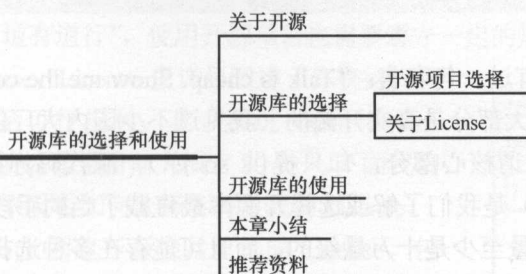 关于开源
开源项目选择
开源库的选择
关于License
开源库的选择和使用
开源库的使用
本章小结
推荐资料